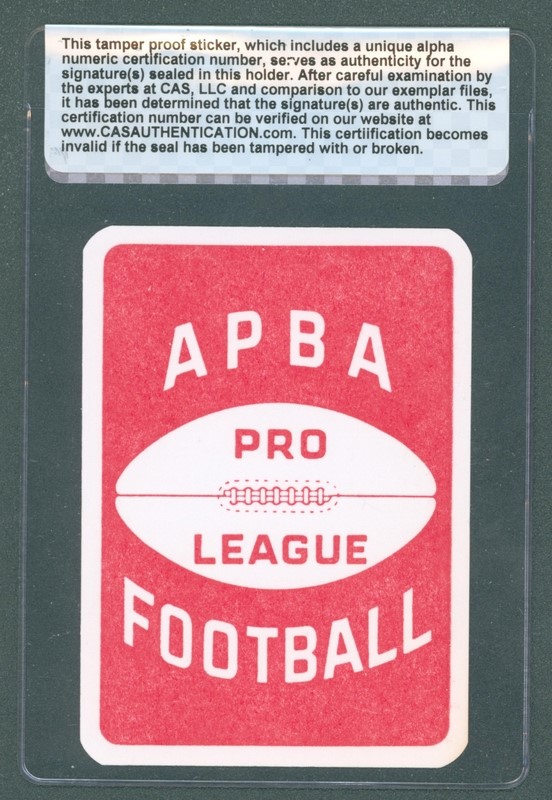 This tamper proof sticker, which includes a unique alpha
numeric certification number, serves as authenticity for the
signature(s) sealed in this holder. After careful examination by
the experts at CAS, LLC and comparison to our exemplar files,
it has been determined that the signature(s) are authentic. This
certification number can be verified on our website at
www.CASAUTHENTICATION.com. This certiification becomes
invalid if the seal has been tampered with or broken.
APBA
PRO
LEAGUE
FOOTBALL